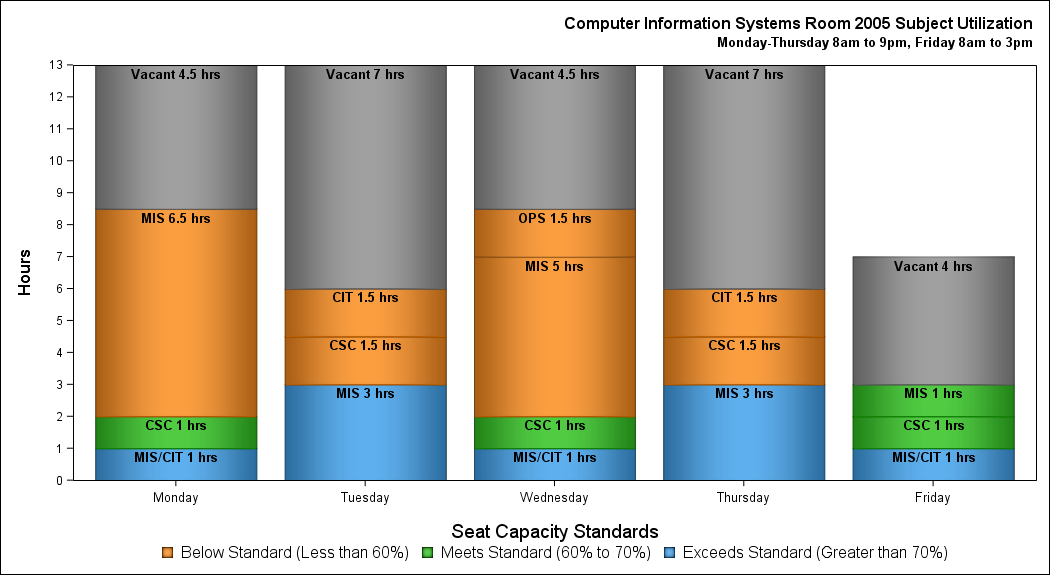 Computer Information Systems Room 2005 Subject Utilization
Monday-Thursday 8am to 9pm, Friday 8am to 3pm
Hours
13
12
11
10
9
8
7
6
5
4
3
2
1
0
Vacant 4.5 hrs
MIS 6.5 hrs
CSC 1 hrs
MIS/CIT 1 hrs
Vacant 7 hrs
CIT 1.5 hrs
CSC 1.5 hrs
MIS 3 hrs
Vacant 4.5 hrs
OPS 1.5 hrs
MIS 5 hrs
CSC 1 hrs
MIS/CIT 1 hrs
Vacant 7 hrs
CIT 1.5 hrs
CSC 1.5 hrs
MIS 3 hrs
Vacant 4 hrs
MIS 1 hrs
CSC 1 hrs
MIS/CIT 1 hrs
Monday Tuesday Wednesday Thursday Friday
Seat Capacity Standards
Below Standard (Less than 60%) Meets Standard (60% to 70%) Exceeds Standard (Greater than 70%)